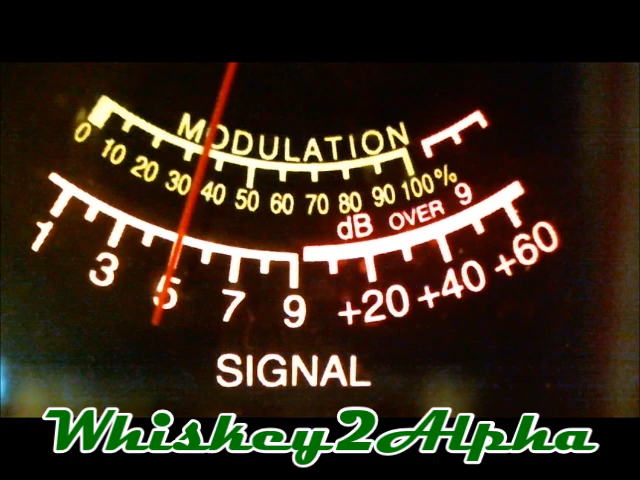 MODULATION
0 10 20 30 40 50 60 70 80 90 100%
dB OVER 9
1 3 5 7 9 +20 +40 +60
SIGNAL
Whiskey2Alpha